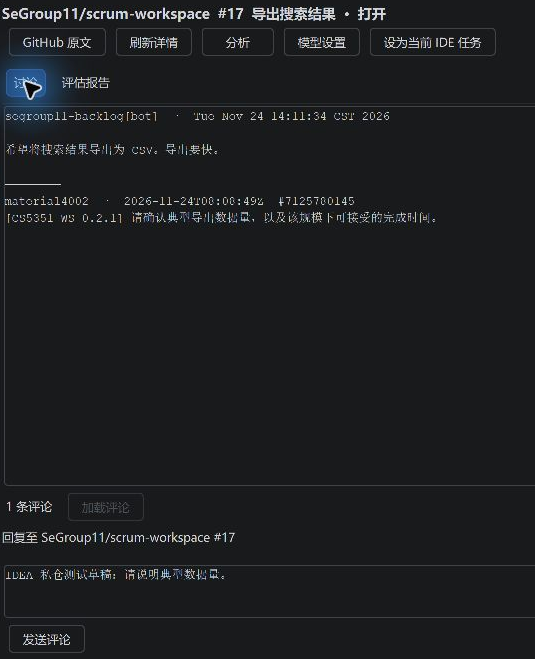 SeGroup11/scrum-workspace #17 导出搜索结果 • 打开
GitHub 原文 刷新详情 分析 模型设置 设为当前 IDE 任务
讨论 评估报告
segroup11-backlog[bot] · Tue Nov 24 14:11:34 CST 2026
希望将搜索结果导出为 CSV。导出要快。
material4002 · 2026-11-24T08:08:49Z #7125780145
[CS5351 WS 0.2.1] 请确认典型导出数据量，以及该规模下可接受的完成时间。
1 条评论 加载评论
回复至 SeGroup11/scrum-workspace #17
IDEA 私仓测试草稿：请说明典型数据量。
发送评论